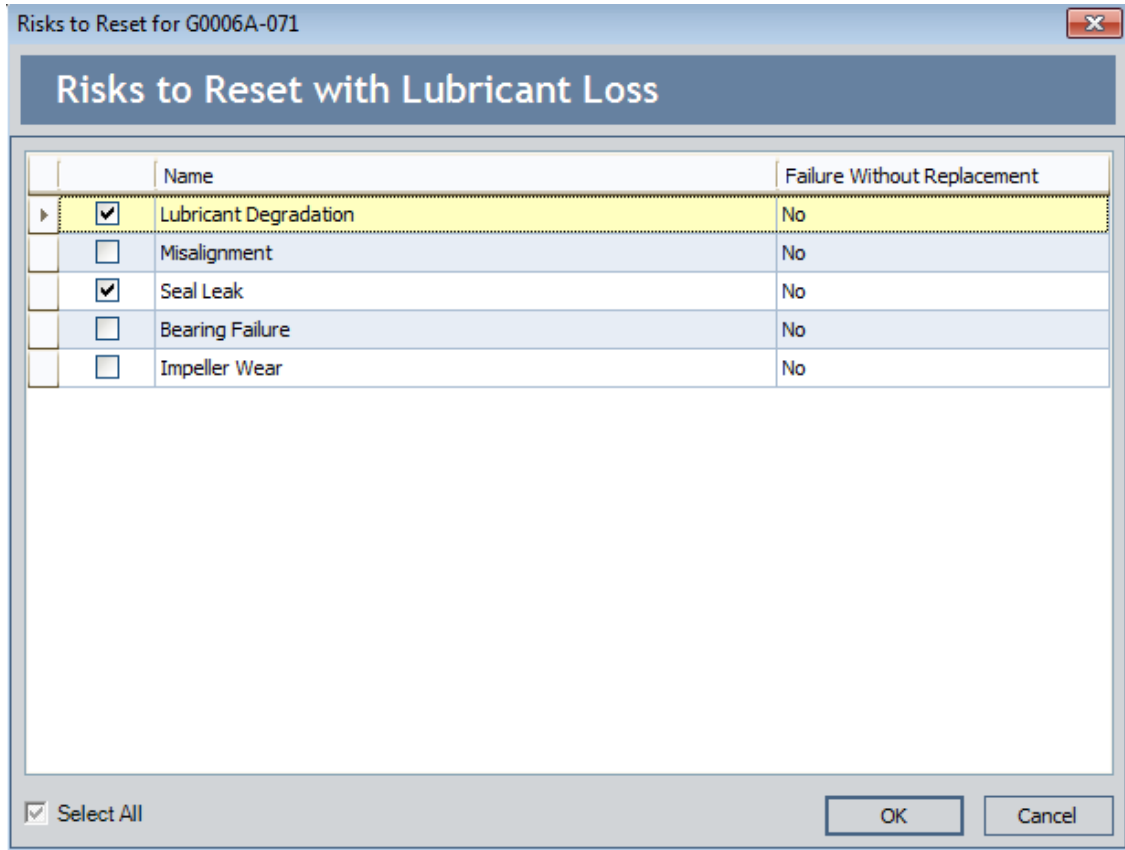 Risks to Reset for G0006A-071
Risks to Reset with Lubricant Loss
Name Failure Without Replacement
Lubricant Degradation No
Misalignment No
Seal Leak No
Bearing Failure No
Impeller Wear No
Select All OK Cancel